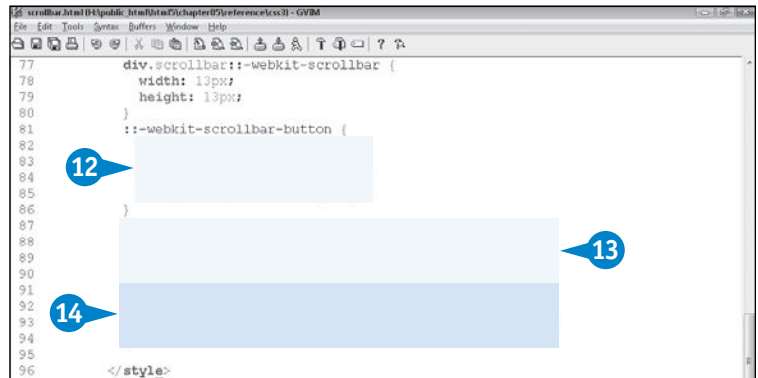 scrollbar.html (H:\public_html\html5\chapter05\reference\css3) - GVIM
File Edit Tools Syntax Buffers Window Help
77 div.scrollbar::-webkit-scrollbar {
78 width: 13px;
79 height: 13px;
80 }
81 ::-webkit-scrollbar-button {
82
83
12
84
85
86 }
87
88
13
89
90
91
92
14
93
94
95
96 </style>